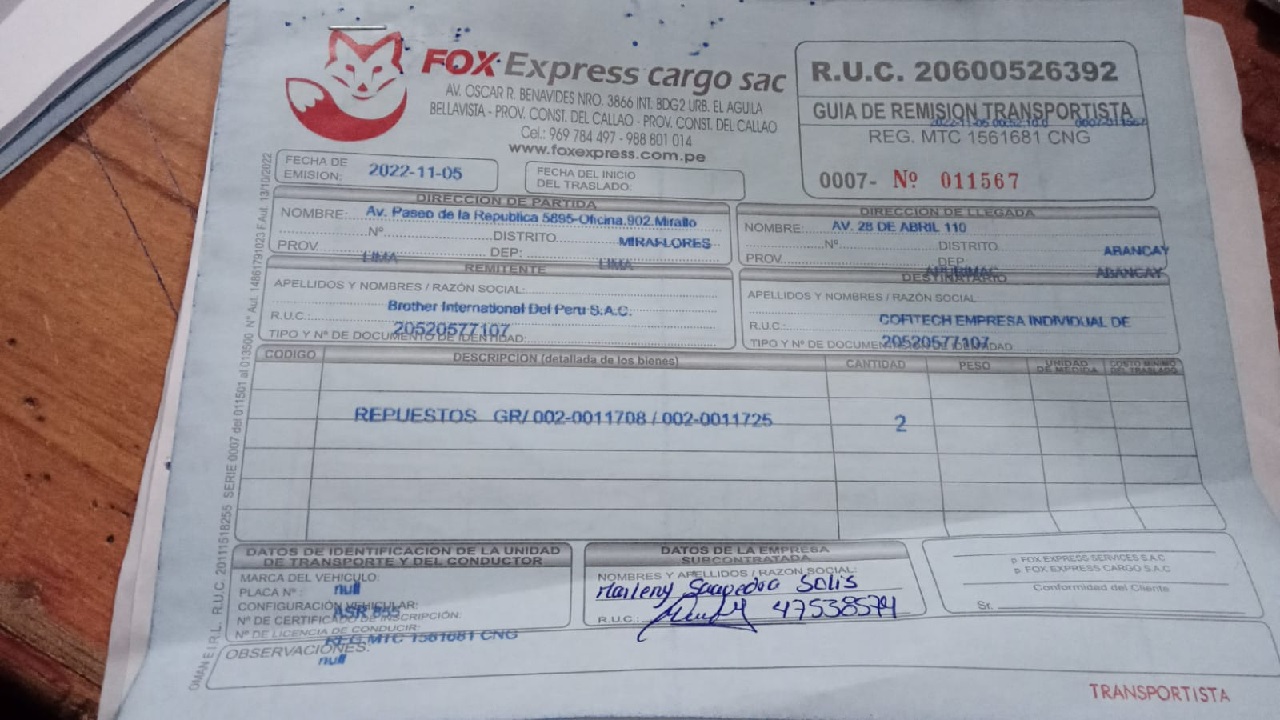 FOX Express cargo sac
AV. OSCAR R. BENAVIDES NRO. 3866 INT. BDG2 URB. EL AGUILA
BELLAVISTA - PROV. CONST. DEL CALLAO - PROV. CONST. DEL CALLAO
Cel.: 969 784 497 - 988 801 014
www.foxexpress.com.pe
R.U.C. 20600526392
GUIA DE REMISION TRANSPORTISTA
REG. MTC 1561681 CNG
0007- Nº 011567
FECHA DE EMISIÓN: 2022-11-05
FECHA DEL INICIO DEL TRASLADO:
DIRECCION DE PARTIDA
NOMBRE: Av. Paseo de la Republica 5895-Oficina.902.Miraflo
Nº DISTRITO MIRAFLORES
PROV. LIMA DEP: LIMA
DIRECCION DE LLEGADA
NOMBRE: AV. 28 DE ABRIL 110
Nº DISTRITO ABANCAY
PROV. APURIMAC DEP. ABANCAY
REMITENTE
APELLIDOS Y NOMBRES / RAZÓN SOCIAL:
Brother International Del Peru S.A.C.
R.U.C.: 20520577107
TIPO Y Nº DE DOCUMENTO DE IDENTIDAD:
DESTINATARIO
APELLIDOS Y NOMBRES / RAZÓN SOCIAL
R.U.C.: COFITECH EMPRESA INDIVIDUAL DE
TIPO Y Nº DE DOCUMEN 20520577107 DAD
CÓDIGO DESCRIPCIÓN (detallada de los bienes) CANTIDAD PESO UNIDAD DE MEDIDA COSTO MINIMO DEL TRASLADO
REPUESTOS GR/ 002-0011708 / 002-0011725 2
DATOS DE IDENTIFICACIÓN DE LA UNIDAD
DE TRANSPORTE Y DEL CONDUCTOR
MARCA DEL VEHICULO:
PLACA Nº : null
CONFIGURACIÓN VEHICULAR:
Nº DE CERTIFICADO DE INSCRIPCIÓN:
Nº DE LICENCIA DE CONDUCIR:
REG.MTC 1561681 CNG
OBSERVACIONES:
null
DATOS DE LA EMPRESA
SUBCONTRATADA
NOMBRES Y APELLIDOS / RAZÓN SOCIAL:
Marleny Saavedra Solis
R.U.C.: 47538574
FOX EXPRESS SERVICES S.A.C
FOX EXPRESS CARGO S.A.C
Conformidad del Cliente
Sr.
TRANSPORTISTA